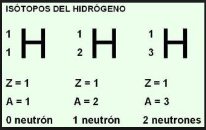 ISÓTOPOS DEL HIDRÓGENO
1 1 H 1 2 H 1 3 H
Z = 1 Z = 1 Z = 1
A = 1 A = 2 A = 3
0 neutrón 1 neutrón 2 neutrones